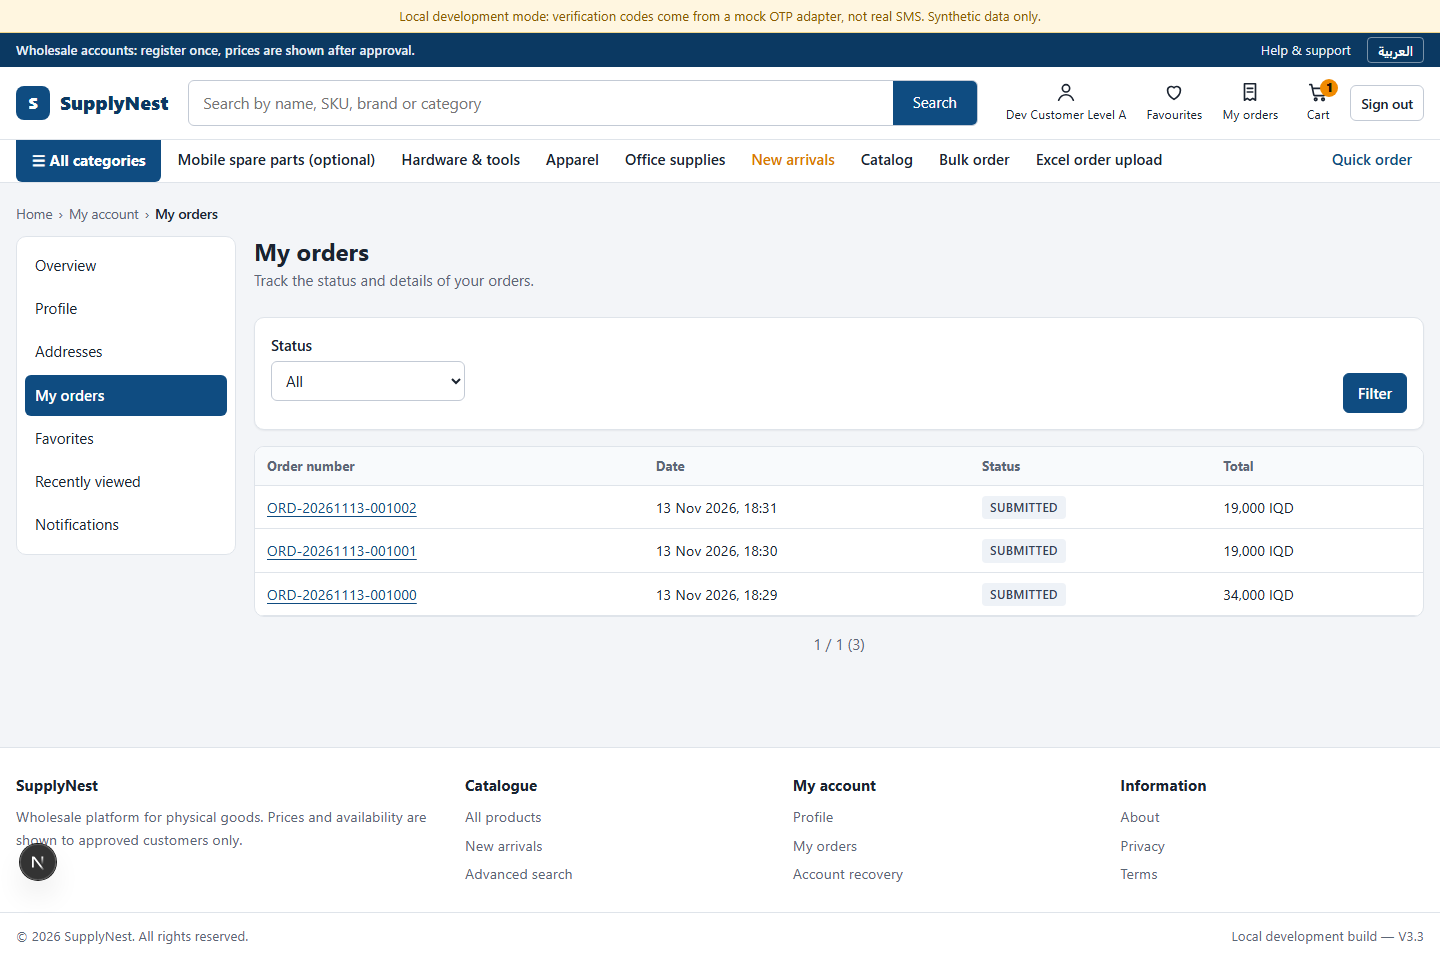 Local development mode: verification codes come from a mock OTP adapter, not real SMS. Synthetic data only.
Wholesale accounts: register once, prices are shown after approval.
Help & support
العربية
S
SupplyNest
Search by name, SKU, brand or category
Search
Dev Customer Level A
Favourites
My orders
1
Cart
Sign out
☰ All categories
Mobile spare parts (optional)
Hardware & tools
Apparel
Office supplies
New arrivals
Catalog
Bulk order
Excel order upload
Quick order
Home › My account › My orders
Overview
Profile
Addresses
My orders
Favorites
Recently viewed
Notifications
My orders
Track the status and details of your orders.
Status
All
Filter
Order number Date Status Total
ORD-20261113-001002 13 Nov 2026, 18:31 SUBMITTED 19,000 IQD
ORD-20261113-001001 13 Nov 2026, 18:30 SUBMITTED 19,000 IQD
ORD-20261113-001000 13 Nov 2026, 18:29 SUBMITTED 34,000 IQD
1 / 1 (3)
SupplyNest
Wholesale platform for physical goods. Prices and availability are
shown to approved customers only.
N
Catalogue
All products
New arrivals
Advanced search
My account
Profile
My orders
Account recovery
Information
About
Privacy
Terms
© 2026 SupplyNest. All rights reserved.
Local development build — V3.3